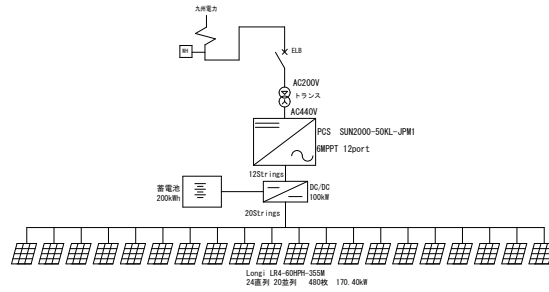 九州電力
WH
ELB
AC200V
トランス
AC440V
PCS SUN2000-50KL-JPM1
6MPPT 12port
12Strings
蓄電池
200kWh
DC/DC
100kW
20Strings
Longi LR4-60HPH-355M
24直列 20並列 480枚 170.40kW